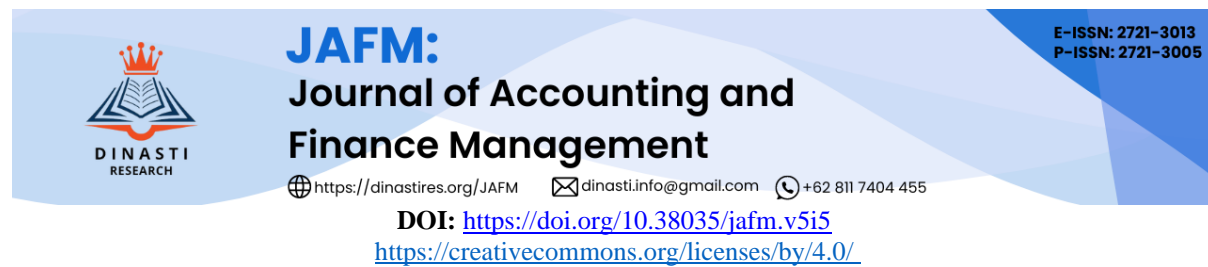 JAFM:
Journal of Accounting and
Finance Management
E-ISSN: 2721-3013
P-ISSN: 2721-3005
DINASTI
RESEARCH
https://dinastires.org/JAFM dinasti.info@gmail.com +62 811 7404 455
DOI: https://doi.org/10.38035/jafm.v5i5
https://creativecommons.org/licenses/by/4.0/